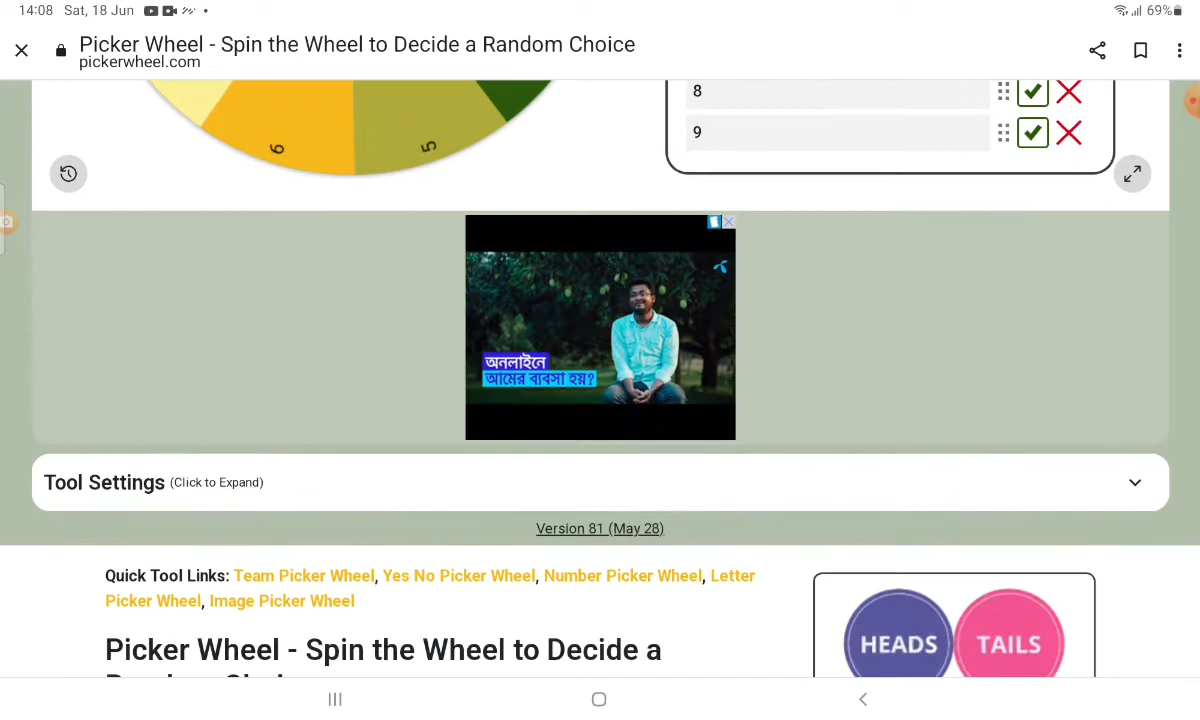 14:08 Sat, 18 Jun
69%
Picker Wheel - Spin the Wheel to Decide a Random Choice
pickerwheel.com
8
9
6
5
অনলাইনে
আমের ব্যবসা হয়?
Tool Settings (Click to Expand)
Version 81 (May 28)
Quick Tool Links: Team Picker Wheel, Yes No Picker Wheel, Number Picker Wheel, Letter
Picker Wheel, Image Picker Wheel
Picker Wheel - Spin the Wheel to Decide a
HEADS
TAILS